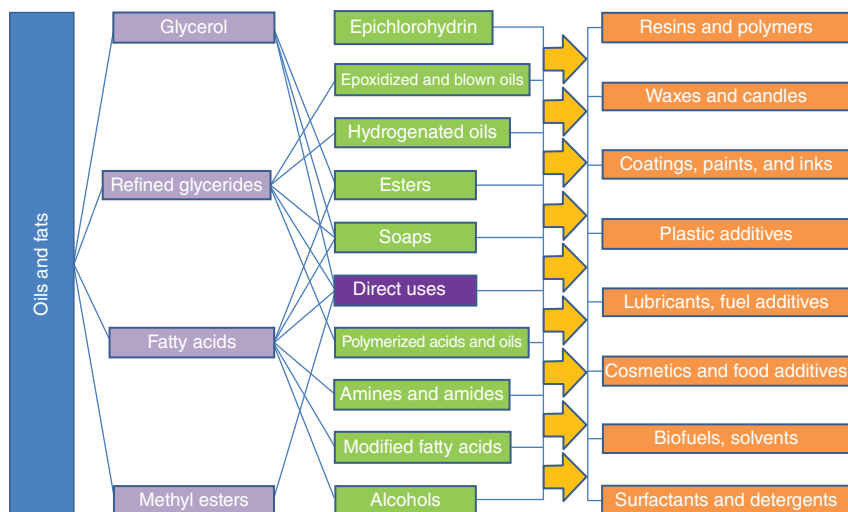 Oils and fats
Glycerol
Refined glycerides
Fatty acids
Methyl esters
Epichlorohydrin
Epoxidized and blown oils
Hydrogenated oils
Esters
Soaps
Direct uses
Polymerized acids and oils
Amines and amides
Modified fatty acids
Alcohols
Resins and polymers
Waxes and candles
Coatings, paints, and inks
Plastic additives
Lubricants, fuel additives
Cosmetics and food additives
Biofuels, solvents
Surfactants and detergents